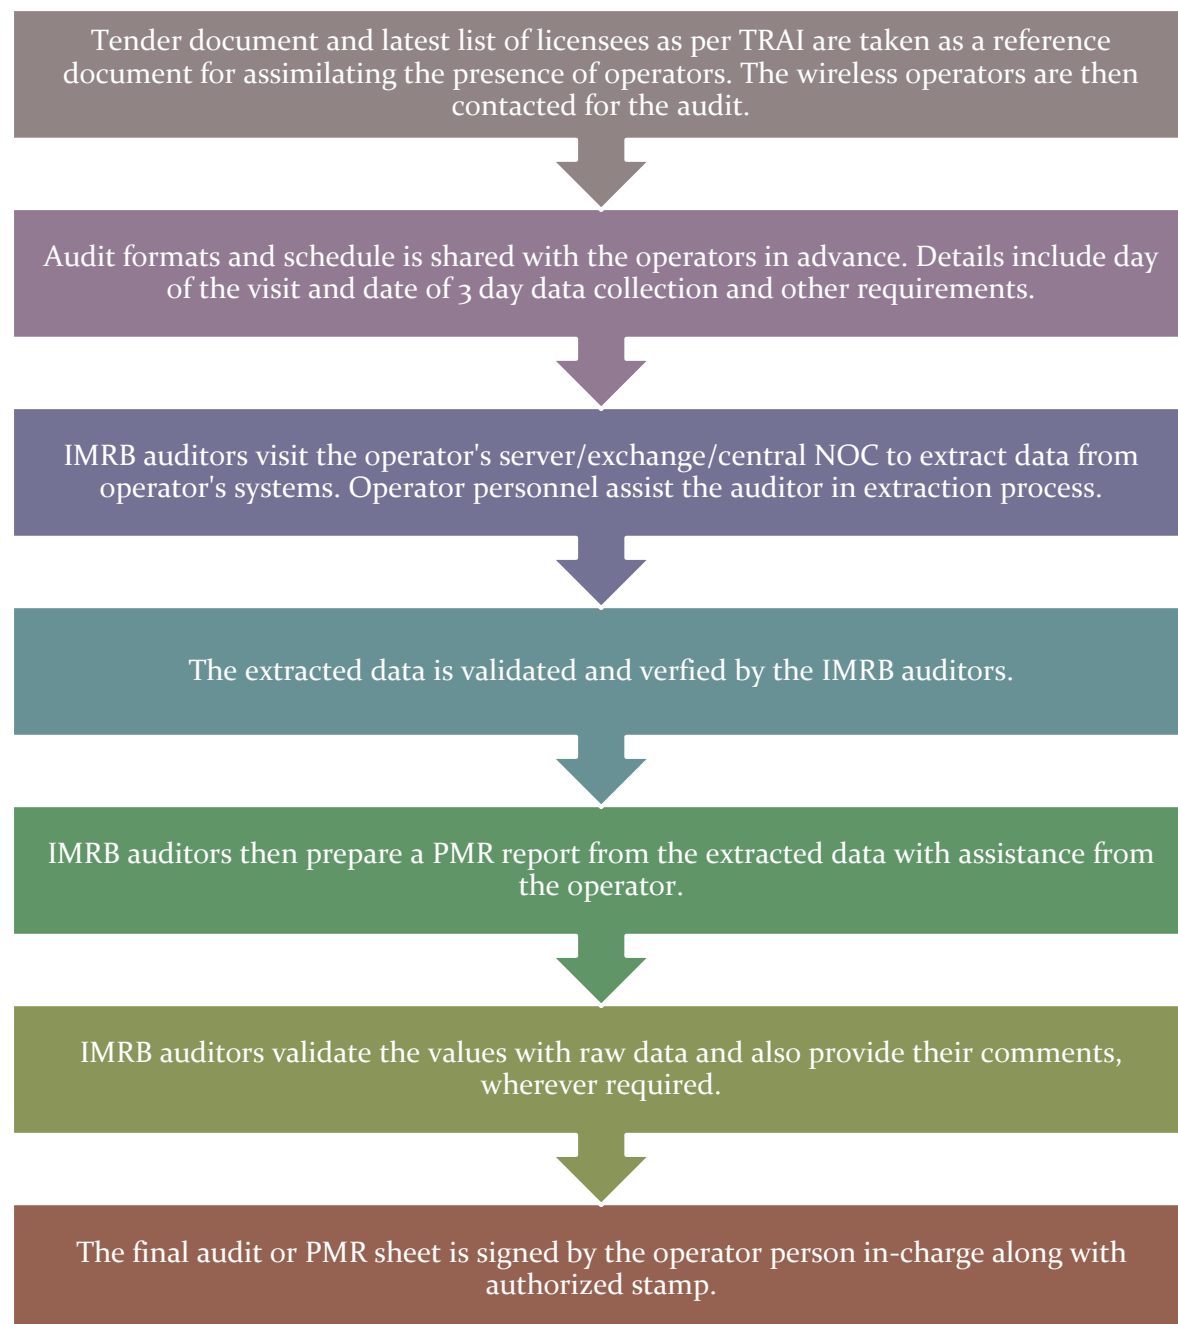 Tender document and latest list of licensees as per TRAI are taken as a reference
document for assimilating the presence of operators. The wireless operators are then
contacted for the audit.
Audit formats and schedule is shared with the operators in advance. Details include day
of the visit and date of 3 day data collection and other requirements.
IMRB auditors visit the operator's server/exchange/central NOC to extract data from
operator's systems. Operator personnel assist the auditor in extraction process.
The extracted data is validated and verfied by the IMRB auditors.
IMRB auditors then prepare a PMR report from the extracted data with assistance from
the operator.
IMRB auditors validate the values with raw data and also provide their comments,
wherever required.
The final audit or PMR sheet is signed by the operator person in-charge along with
authorized stamp.